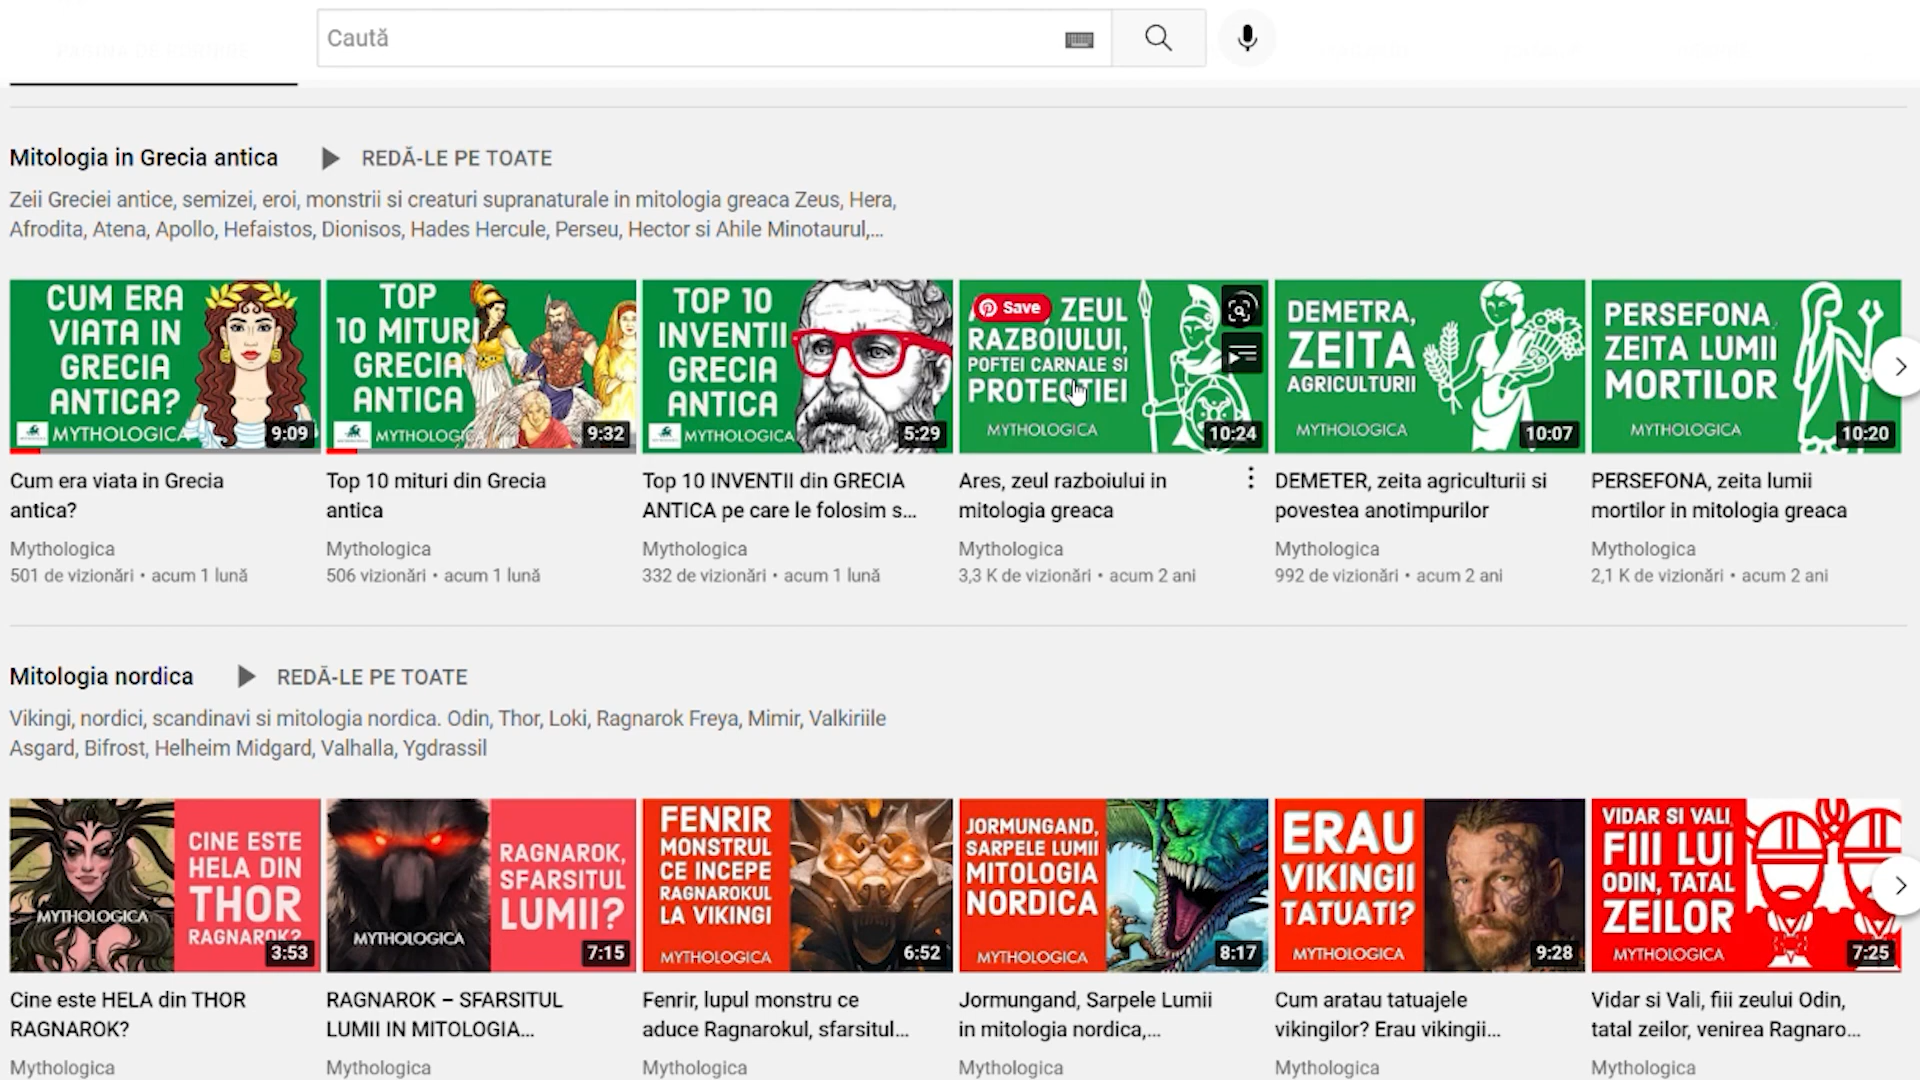 Caută
Mitologia in Grecia antica
REDĂ-LE PE TOATE
Zeii Greciei antice, semizei, eroi, monstrii si creaturi supranaturale in mitologia greaca Zeus, Hera,
Afrodita, Atena, Apollo, Hefaistos, Dionisos, Hades Hercule, Perseu, Hector si Ahile Minotaurul,...
CUM ERA
VIATA IN
GRECIA
ANTICA?
MYTHOLOGICA
9:09
TOP
10 MITURI
GRECIA
ANTICA
MYTHOLOGIC
9:32
TOP 10
INVENTII
GRECIA
ANTICA
MYTHOLOGICA
5:29
Save
ZEUL
RAZBOIULUI,
POFTEI CARNALE SI
PROTECTIEI
MYTHOLOGICA
10:24
DEMETRA,
ZEITA
AGRICULTURII
MYTHOLOGICA
10:07
PERSEFONA,
ZEITA LUMII
MORTILOR
MYTHOLOGICA
10:20
Cum era viata in Grecia
antica?
Mythologica
501 de vizionări • acum 1 lună
Top 10 mituri din Grecia
antica
Mythologica
506 vizionări • acum 1 lună
Top 10 INVENTII din GRECIA
ANTICA pe care le folosim s...
Mythologica
332 de vizionări • acum 1 lună
Ares, zeul razboiului in
mitologia greaca
Mythologica
3,3 K de vizionări • acum 2 ani
DEMETER, zeita agriculturii si
povestea anotimpurilor
Mythologica
992 de vizionări • acum 2 ani
PERSEFONA, zeita lumii
mortilor in mitologia greaca
Mythologica
2,1 K de vizionări • acum 2 ani
Mitologia nordica
REDĂ-LE PE TOATE
Vikingi, nordici, scandinavi si mitologia nordica. Odin, Thor, Loki, Ragnarok Freya, Mimir, Valkiriile
Asgard, Bifrost, Helheim Midgard, Valhalla, Ygdrassil
CINE ESTE
HELA DIN
THOR
RAGNAROK?
MYTHOLOGICA
3:53
RAGNAROK,
SFARSITUL
LUMII?
MYTHOLOGICA
7:15
FENRIR
MONSTRUL
CE INCEPE
RAGNAROKUL
LA VIKINGI
MYTHOLOGICA
6:52
JORMUNGAND,
SARPELE LUMII
MITOLOGIA
NORDICA
MYTHOLOGICA
8:17
ERAU
VIKINGII
TATUATI?
MYTHOLOGICA
9:28
VIDAR SI VALI,
FIII LUI
ODIN, TATAL
ZEILOR
MYTHOLOGICA
7:25
Cine este HELA din THOR
RAGNAROK?
Mythologica
RAGNAROK – SFARSITUL
LUMII IN MITOLOGIA...
Mythologica
Fenrir, lupul monstru ce
aduce Ragnarokul, sfarsitul...
Mythologica
Jormungand, Sarpele Lumii
in mitologia nordica,...
Mythologica
Cum aratau tatuajele
vikingilor? Erau vikingii...
Mythologica
Vidar si Vali, fiii zeului Odin,
tatal zeilor, venirea Ragnaro...
Mythologica